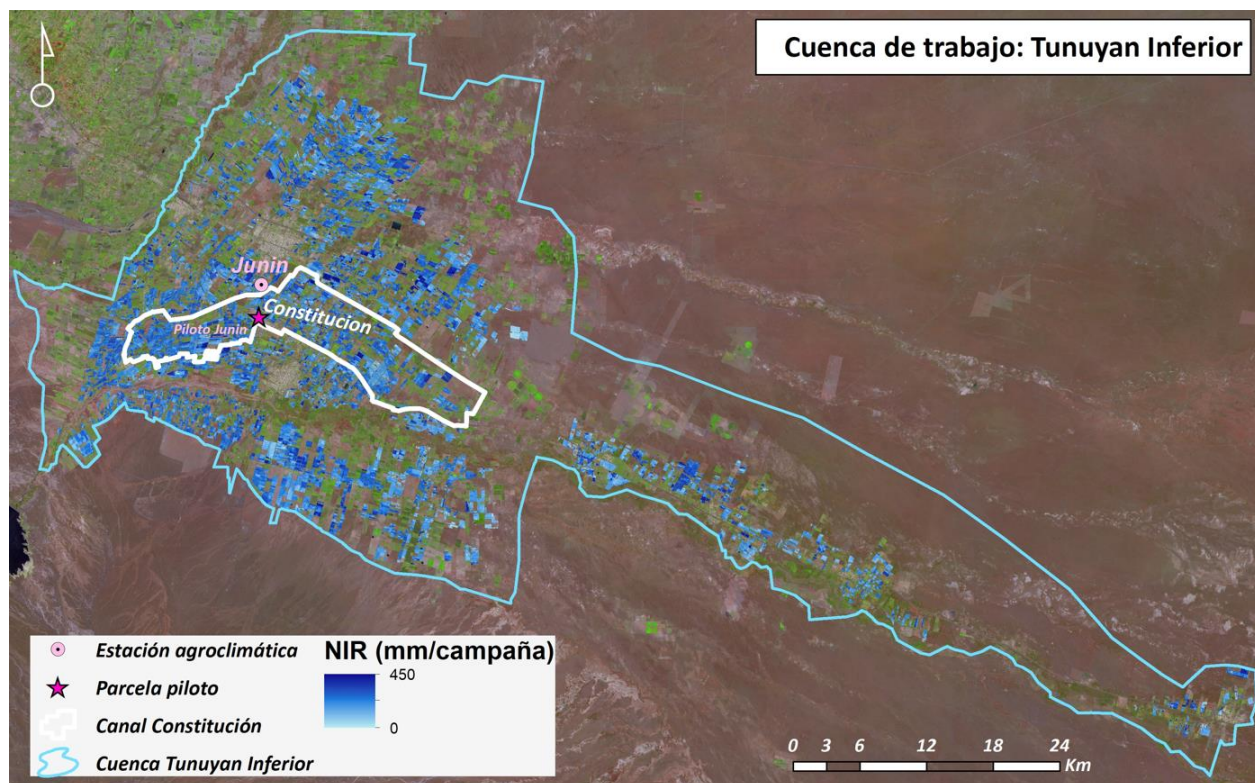 Cuenca de trabajo: Tunuyan Inferior
Junin
Constitucion
Piloto Junin
Estación agroclimática
Parcela piloto
Canal Constitución
Cuenca Tunuyan Inferior
NIR (mm/campaña)
450
0
0 3 6 12 18 24
Km